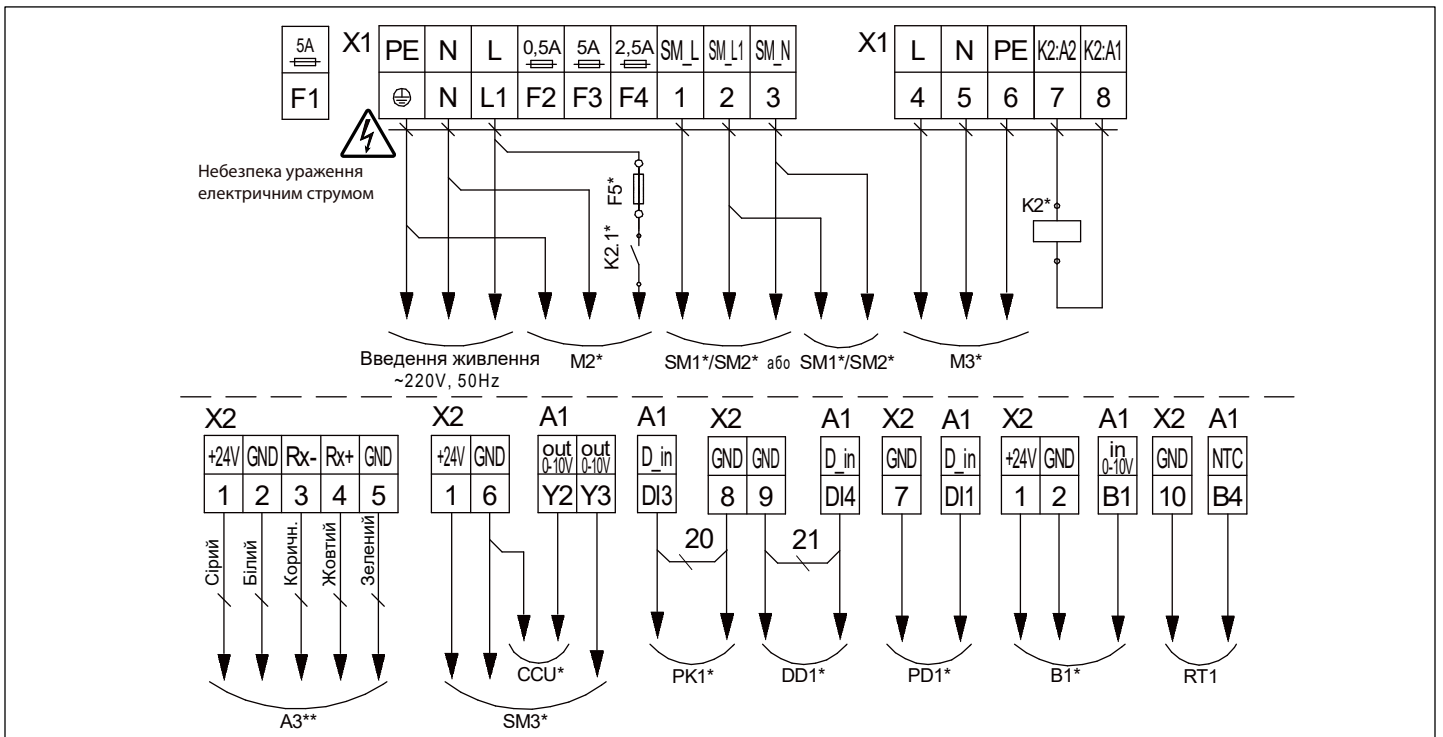 5A X1 PE N L 0,5A 5A 2,5A SM_L SM_L1 SM_N X1 L N PE K2:A2 K2:A1
F1 N L1 F2 F3 F4 1 2 3 4 5 6 7 8
Небезпека ураження
електричним струмом
F5*
K2.1*
K2*
Введення живлення
~220V, 50Hz
M2*
SM1*/SM2* або SM1*/SM2*
M3*
X2 X2 A1 A1 X2 A1 X2 A1 X2 A1 X2 A1
+24V GND Rx- Rx+ GND +24V GND out 0-10V out 0-10V D_in GND GND D_in GND D_in +24V GND in 0-10V GND NTC
1 2 3 4 5 1 6 Y2 Y3 DI3 8 9 DI4 7 DI1 1 2 B1 10 B4
Сірий
Білий
Коричн.
Жовтий
Зелений
20 21
CCU* PK1* DD1* PD1* B1* RT1
A3** SM3*